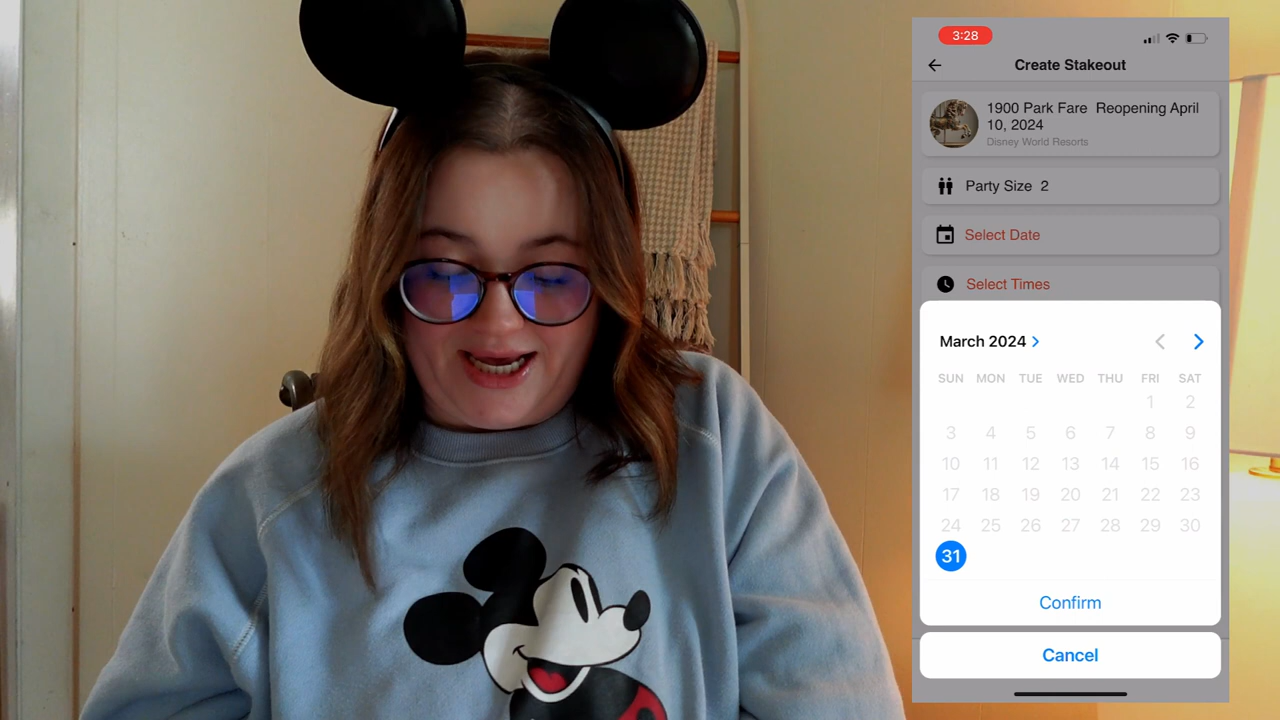 3:28
Create Stakeout
1900 Park Fare Reopening April
10, 2024
Disney World Resorts
Party Size 2
Select Date
Select Times
March 2024
SUN MON TUE WED THU FRI SAT
1 2
3 4 5 6 7 8 9
10 11 12 13 14 15 16
17 18 19 20 21 22 23
24 25 26 27 28 29 30
31
Confirm
Cancel